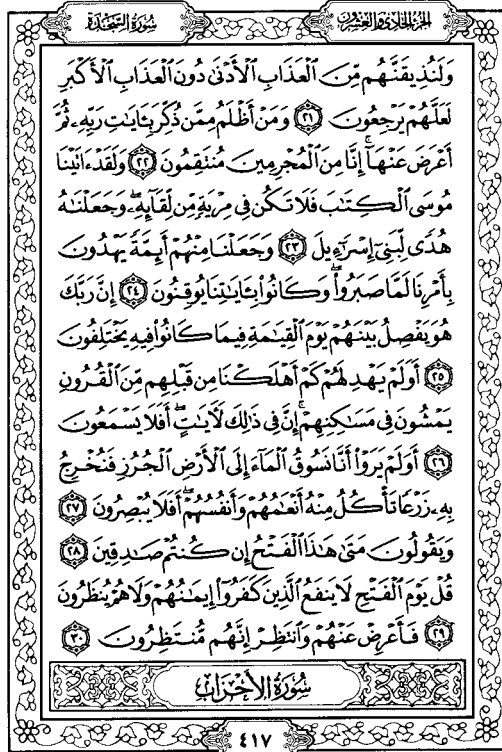 سُورَةُ السَّجْدَةِ الجزء الحادي والعشرون
وَلَنُذِيقَنَّهُم مِّنَ ٱلْعَذَابِ ٱلْأَدْنَىٰ دُونَ ٱلْعَذَابِ ٱلْأَكْبَرِ
لَعَلَّهُمْ يَرْجِعُونَ ٢١ وَمَنْ أَظْلَمُ مِمَّن ذُكِّرَ بِـَٔايَٰتِ رَبِّهِۦ ثُمَّ
أَعْرَضَ عَنْهَآ ۚ إِنَّا مِنَ ٱلْمُجْرِمِينَ مُنتَقِمُونَ ٢٢ وَلَقَدْ ءَاتَيْنَا
مُوسَى ٱلْكِتَٰبَ فَلَا تَكُن فِى مِرْيَةٍ مِّن لِّقَآئِهِۦ ۖ وَجَعَلْنَٰهُ
هُدًى لِّبَنِىٓ إِسْرَٰٓءِيلَ ٢٣ وَجَعَلْنَا مِنْهُمْ أَئِمَّةً يَهْدُونَ
بِأَمْرِنَا لَمَّا صَبَرُوا۟ ۖ وَكَانُوا۟ بِـَٔايَٰتِنَا يُوقِنُونَ ٢٤ إِنَّ رَبَّكَ
هُوَ يَفْصِلُ بَيْنَهُمْ يَوْمَ ٱلْقِيَٰمَةِ فِيمَا كَانُوا۟ فِيهِ يَخْتَلِفُونَ
٢٥ أَوَلَمْ يَهْدِ لَهُمْ كَمْ أَهْلَكْنَا مِن قَبْلِهِم مِّنَ ٱلْقُرُونِ
يَمْشُونَ فِى مَسَٰكِنِهِمْ ۚ إِنَّ فِى ذَٰلِكَ لَـَٔايَٰتٍ ۖ أَفَلَا يَسْمَعُونَ
٢٦ أَوَلَمْ يَرَوْا۟ أَنَّا نَسُوقُ ٱلْمَآءَ إِلَى ٱلْأَرْضِ ٱلْجُرُزِ فَنُخْرِجُ
بِهِۦ زَرْعًا تَأْكُلُ مِنْهُ أَنْعَٰمُهُمْ وَأَنفُسُهُمْ ۖ أَفَلَا يُبْصِرُونَ ٢٧
وَيَقُولُونَ مَتَىٰ هَٰذَا ٱلْفَتْحُ إِن كُنتُمْ صَٰدِقِينَ ٢٨
قُلْ يَوْمَ ٱلْفَتْحِ لَا يَنفَعُ ٱلَّذِينَ كَفَرُوٓا۟ إِيمَٰنُهُمْ وَلَا هُمْ يُنظَرُونَ
٢٩ فَأَعْرِضْ عَنْهُمْ وَٱنتَظِرْ إِنَّهُم مُّنتَظِرُونَ ٣٠
سُورَةُ الأَحْزَابِ
٤١٧